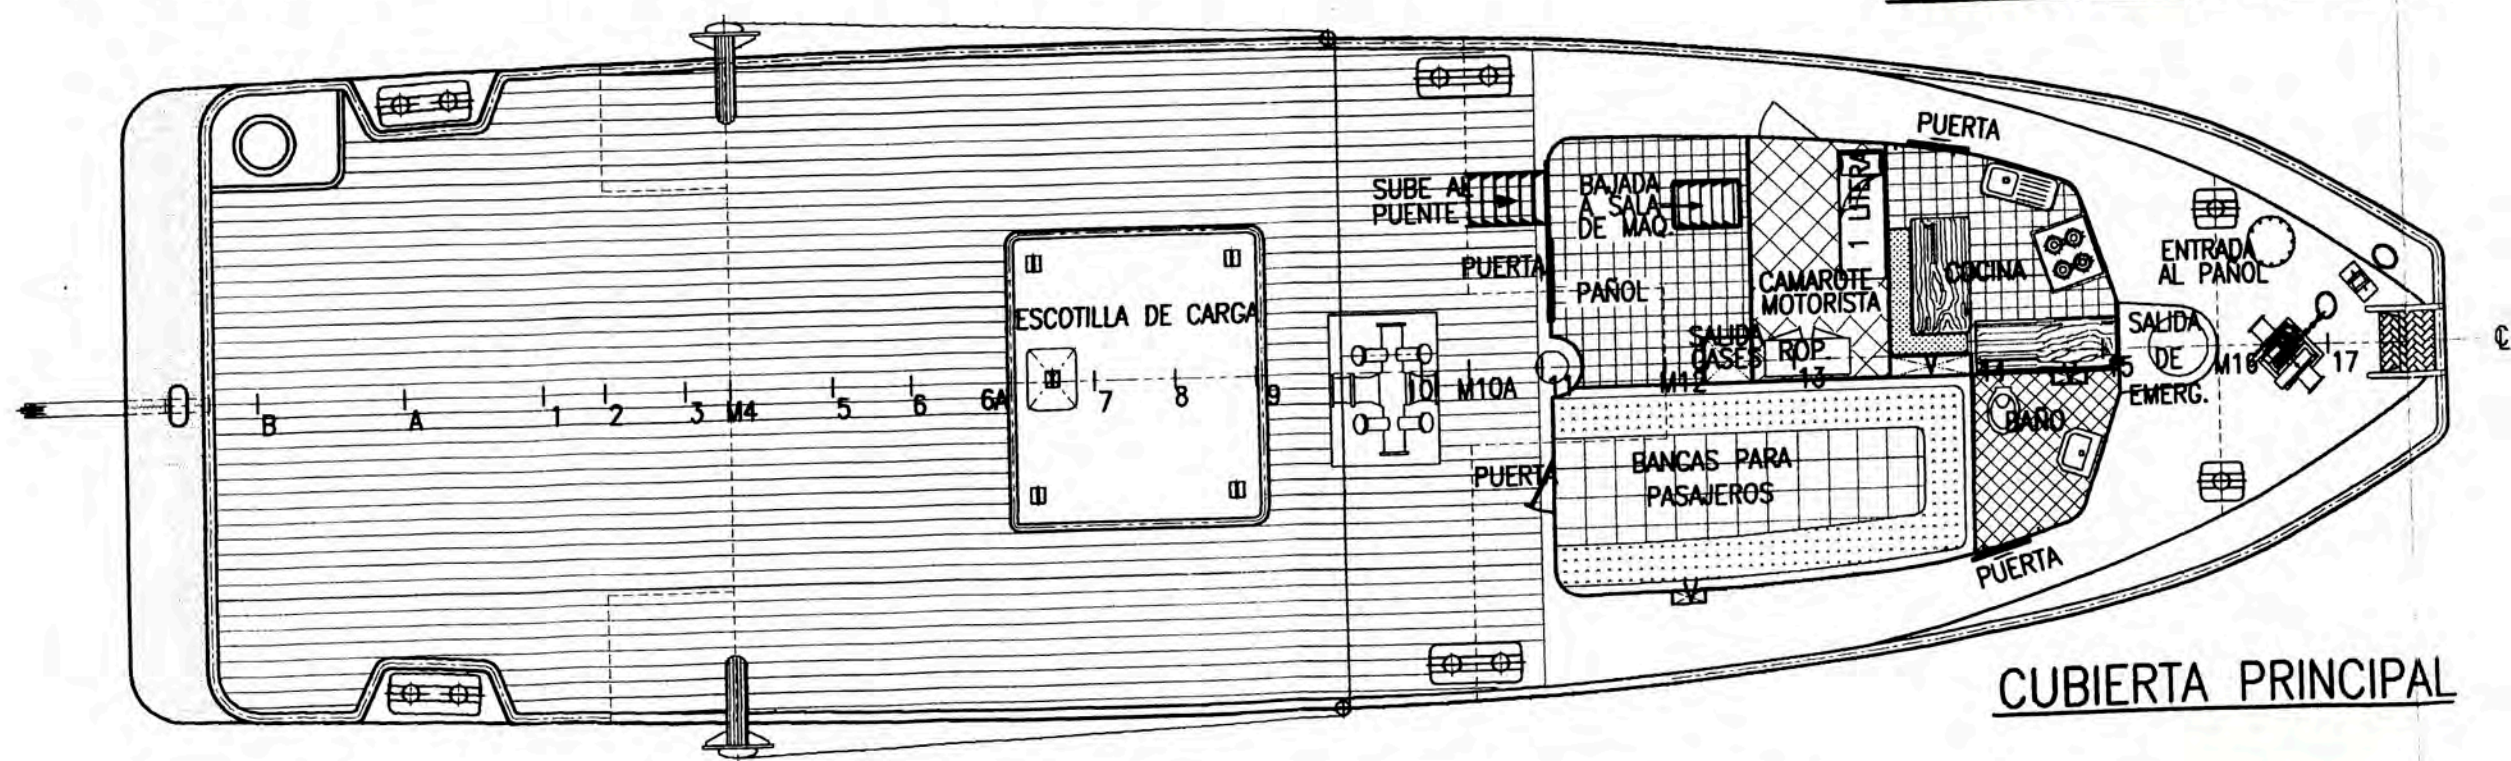 PUERTA
SUBE AL
PUENTE
BAJADA
A SALA
DE MAQ.
1 LITERA
PUERTA
PAÑOL
CAMAROTE
MOTORISTA
COCINA
ENTRADA
AL PAÑOL
ESCOTILLA DE CARGA
SALIDA
GASES
ROP.
SALIDA
DE
EMERG.
B
A
1
2
3
M4
5
6
6A
7
8
9
10
M10A
11
M12
13
14
15
M16
17
℄
BAÑO
PUERTA
BANCAS PARA
PASAJEROS
PUERTA
CUBIERTA PRINCIPAL